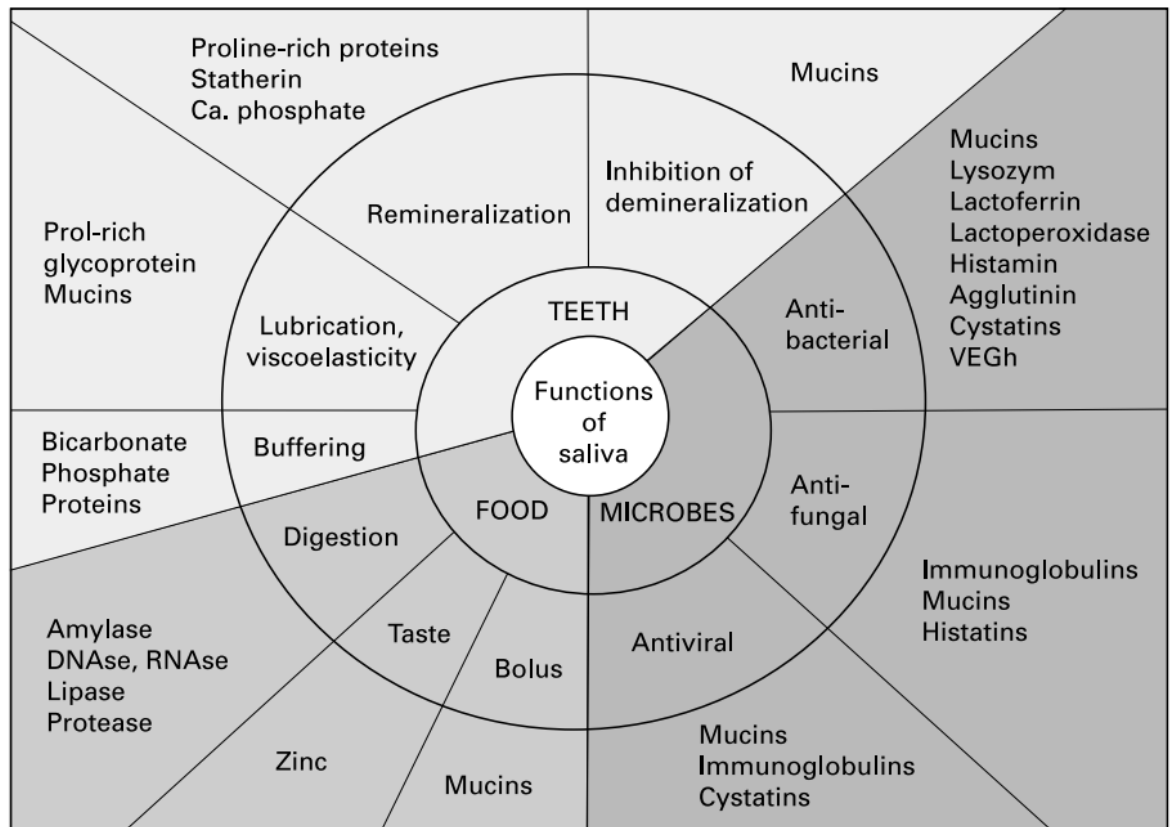 Proline-rich proteins
Statherin
Ca. phosphate
Mucins
Mucins
Lysozym
Lactoferrin
Lactoperoxidase
Histamin
Agglutinin
Cystatins
VEGh
Prol-rich
glycoprotein
Mucins
Remineralization
Inhibition of
demineralization
Lubrication,
viscoelasticity
TEETH
Anti-
bacterial
Functions
of
saliva
Bicarbonate
Phosphate
Proteins
Buffering
Digestion
FOOD
MICROBES
Anti-
fungal
Immunoglobulins
Mucins
Histatins
Amylase
DNAse, RNAse
Lipase
Protease
Taste
Bolus
Antiviral
Zinc
Mucins
Mucins
Immunoglobulins
Cystatins